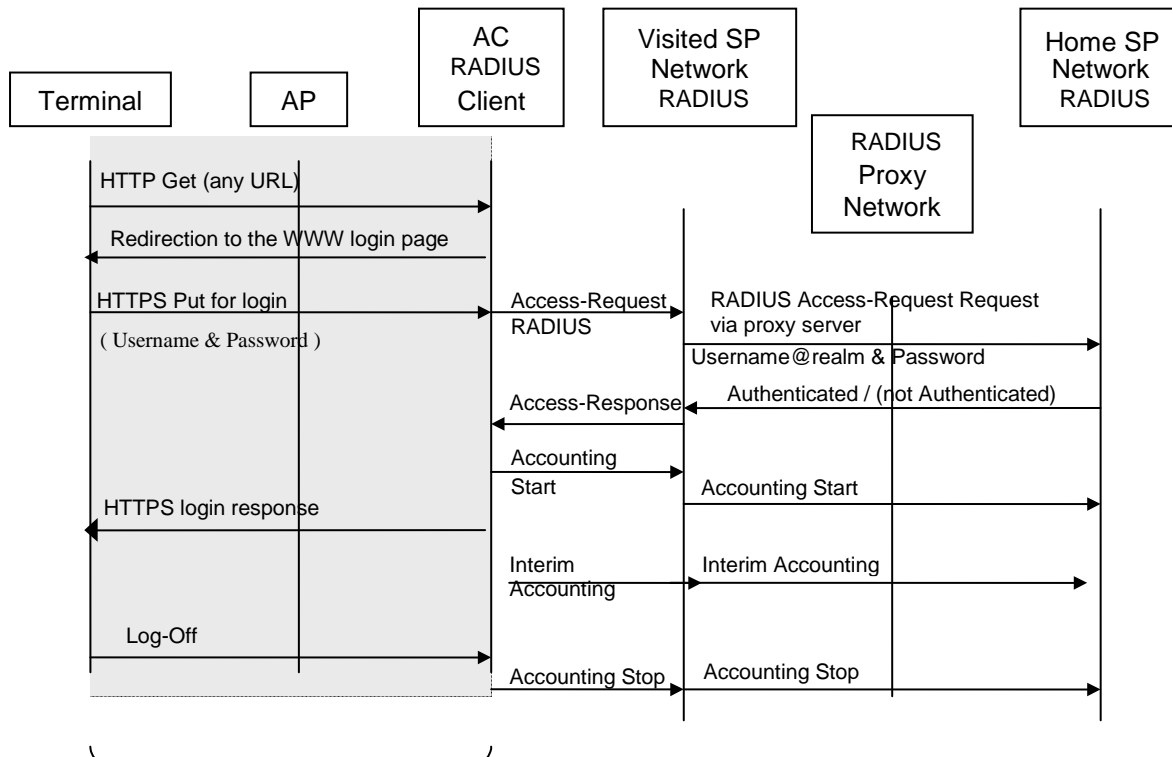 AC
RADIUS
Client
Visited SP
Network
RADIUS
Home SP
Network
RADIUS
Terminal
AP
RADIUS
Proxy
Network
HTTP Get (any URL)
Redirection to the WWW login page
HTTPS Put for login
( Username & Password )
Access-Request
RADIUS
RADIUS Access-Request Request
via proxy server
Username@realm & Password
Authenticated / (not Authenticated)
Access-Response
Accounting
Start
Accounting Start
HTTPS login response
Interim
Accounting
Interim Accounting
Log-Off
Accounting Stop
Accounting Stop